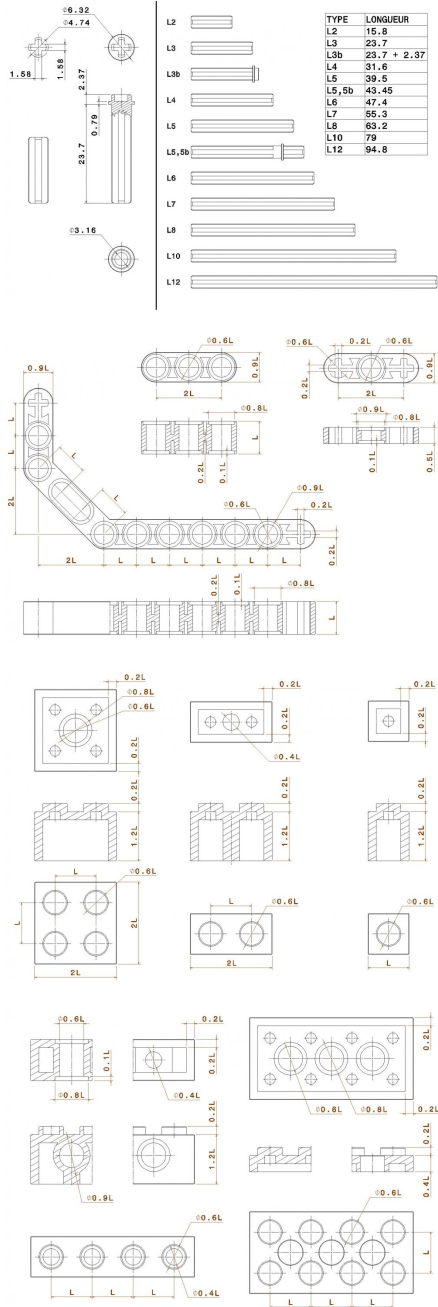 Φ6.32
Φ4.74
1.58
1.58
2.37
0.79
23.7
Φ3.16
L2
L3
L3b
L4
L5
L5,5b
L6
L7
L8
L10
L12
TYPE LONGUEUR
L2 15.8
L3 23.7
L3b 23.7 + 2.37
L4 31.6
L5 39.5
L5,5b 43.45
L6 47.4
L7 55.3
L8 63.2
L10 79
L12 94.8
Φ0.6L
0.9L
2L
Φ0.8L
L
0.2L
0.1L
Φ0.6L
0.2L
Φ0.6L
0.9L
0.2L
2L
Φ0.9L
Φ0.8L
0.1L
0.5L
0.9L
L
L
2L
L
L
Φ0.6L
Φ0.9L
0.2L
0.2L
2L
L
L
L
L
L
L
0.2L
0.1L
Φ0.8L
L
0.2L
Φ0.8L
Φ0.6L
0.2L
0.2L
1.2L
Φ0.6L
L
L
2L
2L
0.2L
0.2L
Φ0.4L
0.2L
1.2L
Φ0.6L
L
2L
0.2L
0.2L
0.2L
1.2L
Φ0.6L
L
Φ0.6L
0.1L
Φ0.8L
0.2L
0.2L
Φ0.4L
0.2L
1.2L
Φ0.9L
Φ0.6L
Φ0.4L
L
L
L
0.2L
Φ0.6L
Φ0.8L
0.2L
0.2L
0.4L
Φ0.6L
L
L
L
L